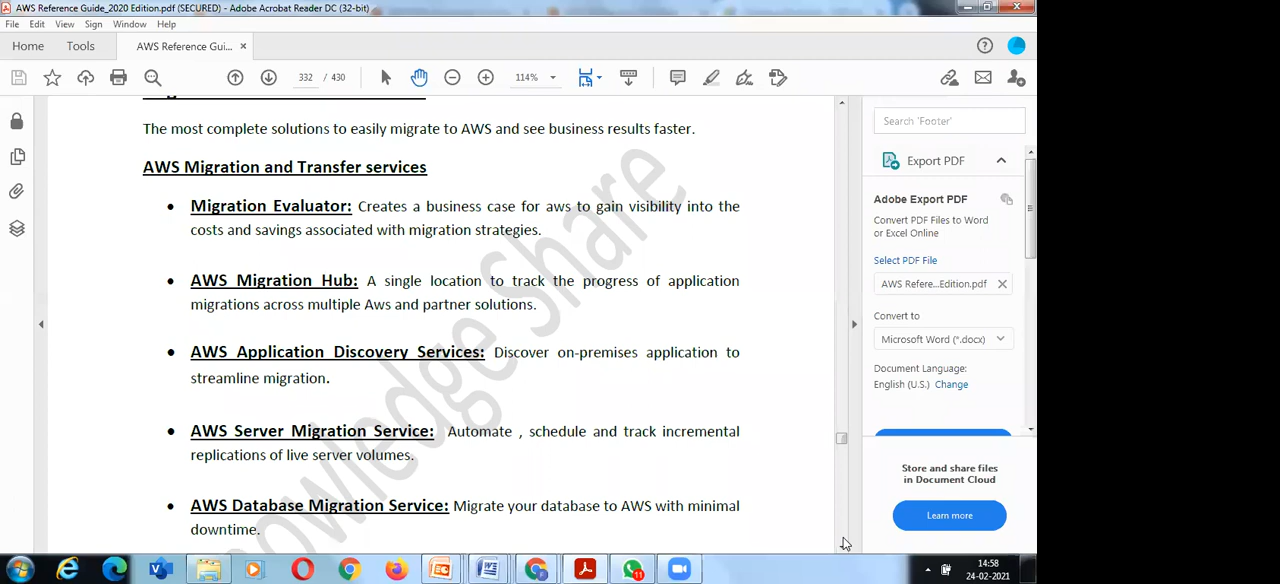 AWS Reference Guide_2020 Edition.pdf (SECURED) - Adobe Acrobat Reader DC (32-bit)
File Edit View Sign Window Help
Home Tools AWS Reference Gui... ×
332 / 430 114%
The most complete solutions to easily migrate to AWS and see business results faster.
AWS Migration and Transfer services
• Migration Evaluator: Creates a business case for aws to gain visibility into the
costs and savings associated with migration strategies.
• AWS Migration Hub: A single location to track the progress of application
migrations across multiple Aws and partner solutions.
• AWS Application Discovery Services: Discover on-premises application to
streamline migration.
• AWS Server Migration Service: Automate , schedule and track incremental
replications of live server volumes.
• AWS Database Migration Service: Migrate your database to AWS with minimal
downtime.
Knowledge Share
Search 'Footer'
Export PDF
Adobe Export PDF
Convert PDF Files to Word
or Excel Online
Select PDF File
AWS Refere...Edition.pdf ×
Convert to
Microsoft Word (*.docx)
Document Language:
English (U.S.) Change
Store and share files
in Document Cloud
Learn more
11
14:58
24-02-2021